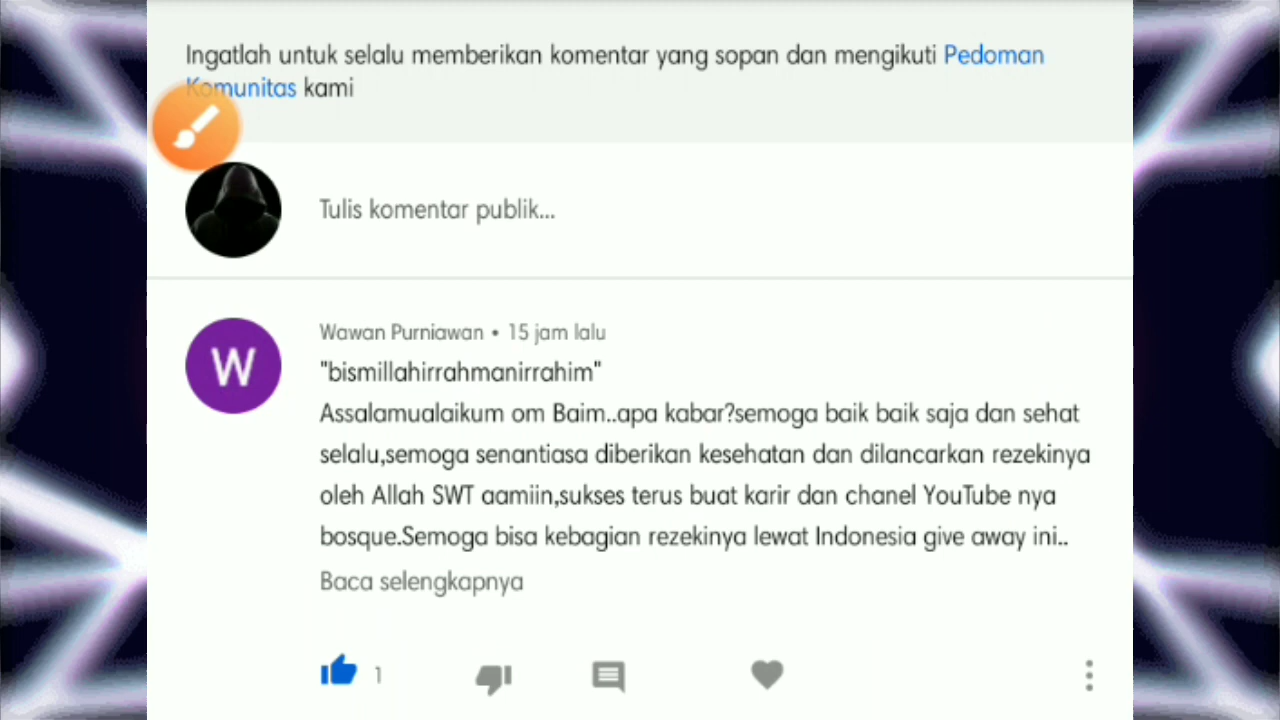 Ingatlah untuk selalu memberikan komentar yang sopan dan mengikuti Pedoman
Komunitas kami
Tulis komentar publik...
W
Wawan Purniawan • 15 jam lalu
"bismillahirrahmanirrahim"
Assalamualaikum om Baim..apa kabar?semoga baik baik saja dan sehat
selalu,semoga senantiasa diberikan kesehatan dan dilancarkan rezekinya
oleh Allah SWT aamiin,sukses terus buat karir dan chanel YouTube nya
bosque.Semoga bisa kebagian rezekinya lewat Indonesia give away ini..
Baca selengkapnya
1